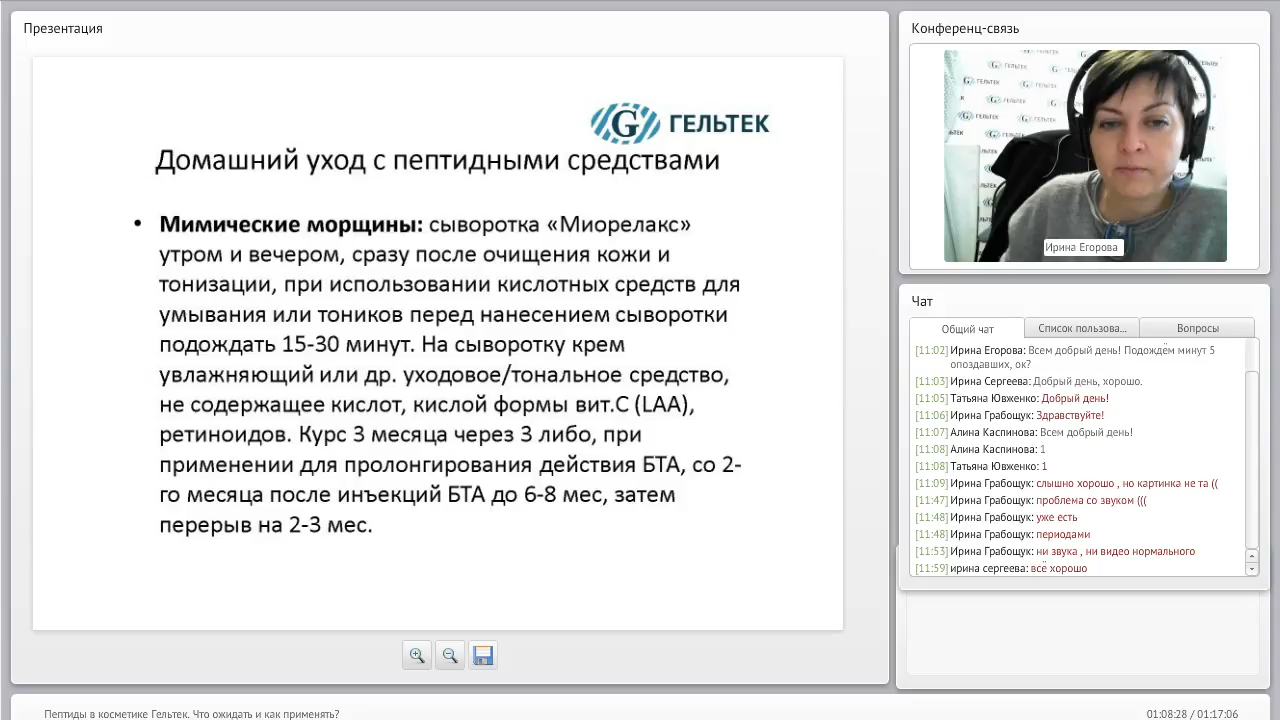 Презентация
ГЕЛЬТЕК
Домашний уход с пептидными средствами
• Мимические морщины: сыворотка «Миорелакс»
утром и вечером, сразу после очищения кожи и
тонизации, при использовании кислотных средств для
умывания или тоников перед нанесением сыворотки
подождать 15-30 минут. На сыворотку крем
увлажняющий или др. уходовое/тональное средство,
не содержащее кислот, кислой формы вит.С (LAA),
ретиноидов. Курс 3 месяца через 3 либо, при
применении для пролонгирования действия БТА, со 2-
го месяца после инъекций БТА до 6-8 мес, затем
перерыв на 2-3 мес.
Конференц-связь
ГЕЛЬТЕК
Ирина Егорова
Чат
Общий чат
Список пользова...
Вопросы
[11:02] Ирина Егорова: Всем добрый день! Подождём минут 5
опоздавших, ок?
[11:03] Ирина Сергеева: Добрый день, хорошо.
[11:05] Татьяна Ювженко: Добрый день!
[11:06] Ирина Грабощук: Здравствуйте!
[11:07] Алина Каспинова: Всем добрый день!
[11:08] Алина Каспинова: 1
[11:08] Татьяна Ювженко: 1
[11:09] Ирина Грабощук: слышно хорошо , но картинка не та ((
[11:47] Ирина Грабощук: проблема со звуком (((
[11:48] Ирина Грабощук: уже есть
[11:48] Ирина Грабощук: периодами
[11:53] Ирина Грабощук: ни звука , ни видео нормального
[11:59] ирина сергеева: всё хорошо
Пептиды в косметике Гельтек. Что ожидать и как применять?
01:08:28 / 01:17:06